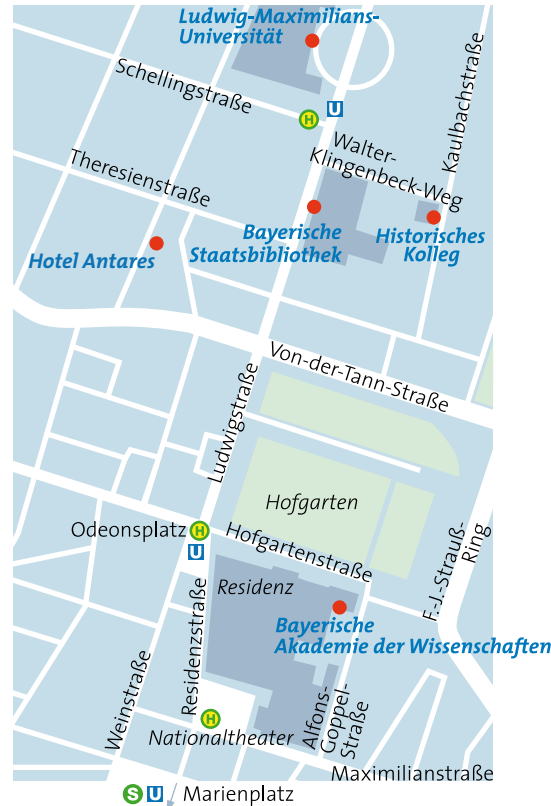 Ludwig-Maximilians-
Universität
Schellingstraße
U
H
Kaulbachstraße
Walter-
Klingenbeck-Weg
Theresienstraße
Bayerische
Staatsbibliothek
Historisches
Kolleg
Hotel Antares
Von-der-Tann-Straße
Ludwigstraße
Hofgarten
Odeonsplatz
H
U
Hofgartenstraße
F.-J.-Strauß-
Ring
Residenz
Residenzstraße
Bayerische
Akademie der Wissenschaften
Weinstraße
Alfons-
Goppel-
Straße
H
Nationaltheater
Maximilianstraße
S U Marienplatz